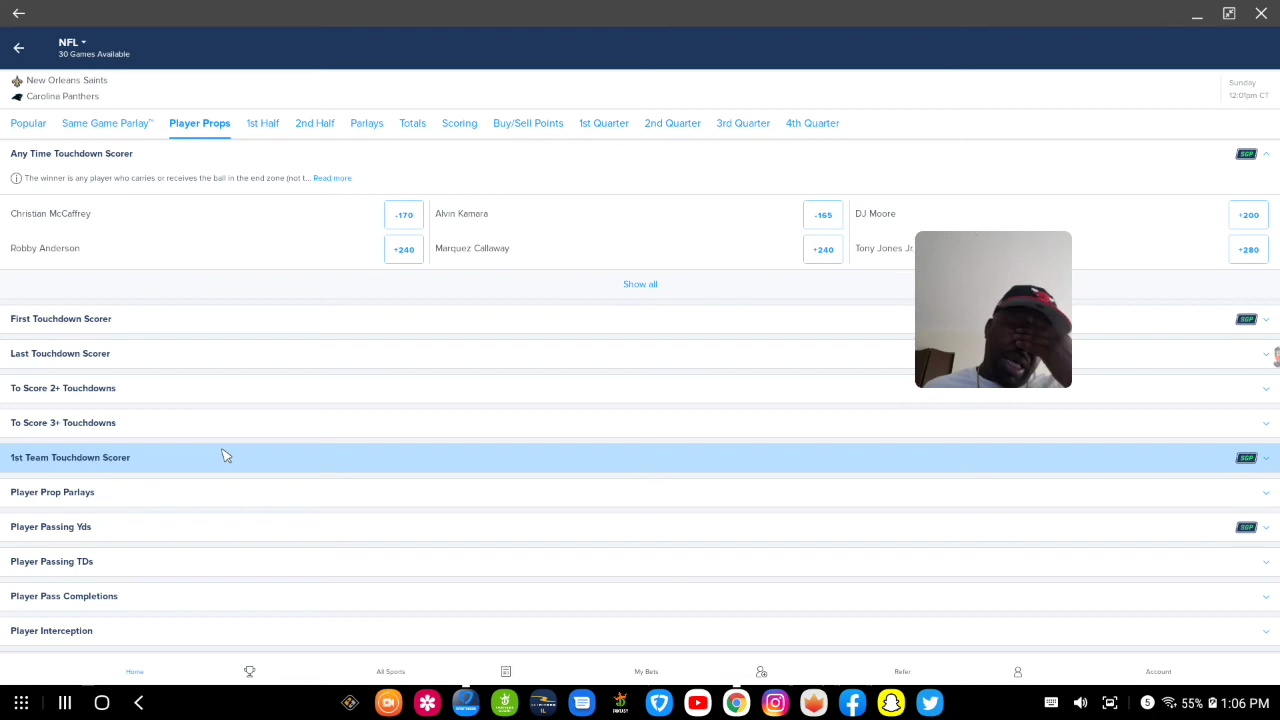 NFL
30 Games Available
New Orleans Saints
Carolina Panthers
Sunday
12:01pm CT
Popular Same Game Parlay™ Player Props 1st Half 2nd Half Parlays Totals Scoring Buy/Sell Points 1st Quarter 2nd Quarter 3rd Quarter 4th Quarter
Any Time Touchdown Scorer SGP
The winner is any player who carries or receives the ball in the end zone (not t... Read more
Christian McCaffrey -170 Alvin Kamara -165 DJ Moore +200
Robby Anderson +240 Marquez Callaway +240 Tony Jones Jr. +280
Show all
First Touchdown Scorer SGP
Last Touchdown Scorer
To Score 2+ Touchdowns
To Score 3+ Touchdowns
1st Team Touchdown Scorer SGP
Player Prop Parlays
Player Passing Yds SGP
Player Passing TDs
Player Pass Completions
Player Interception
Home All Sports My Bets Refer Account
5 55% 1:06 PM